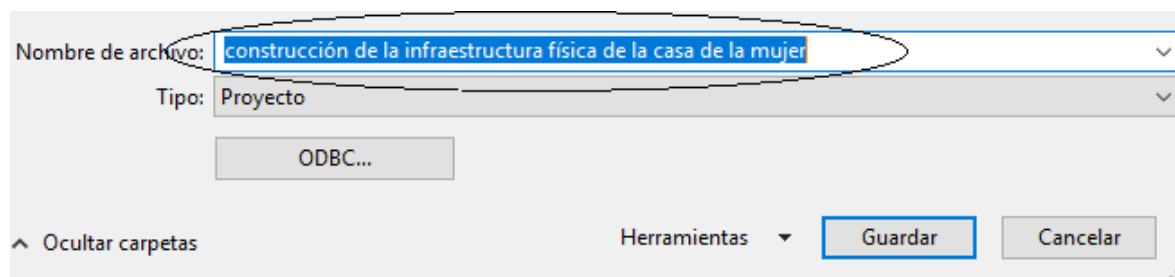 Nombre de archivo: construcción de la infraestructura física de la casa de la mujer
Tipo: Proyecto
ODBC...
Ocultar carpetas Herramientas Guardar Cancelar